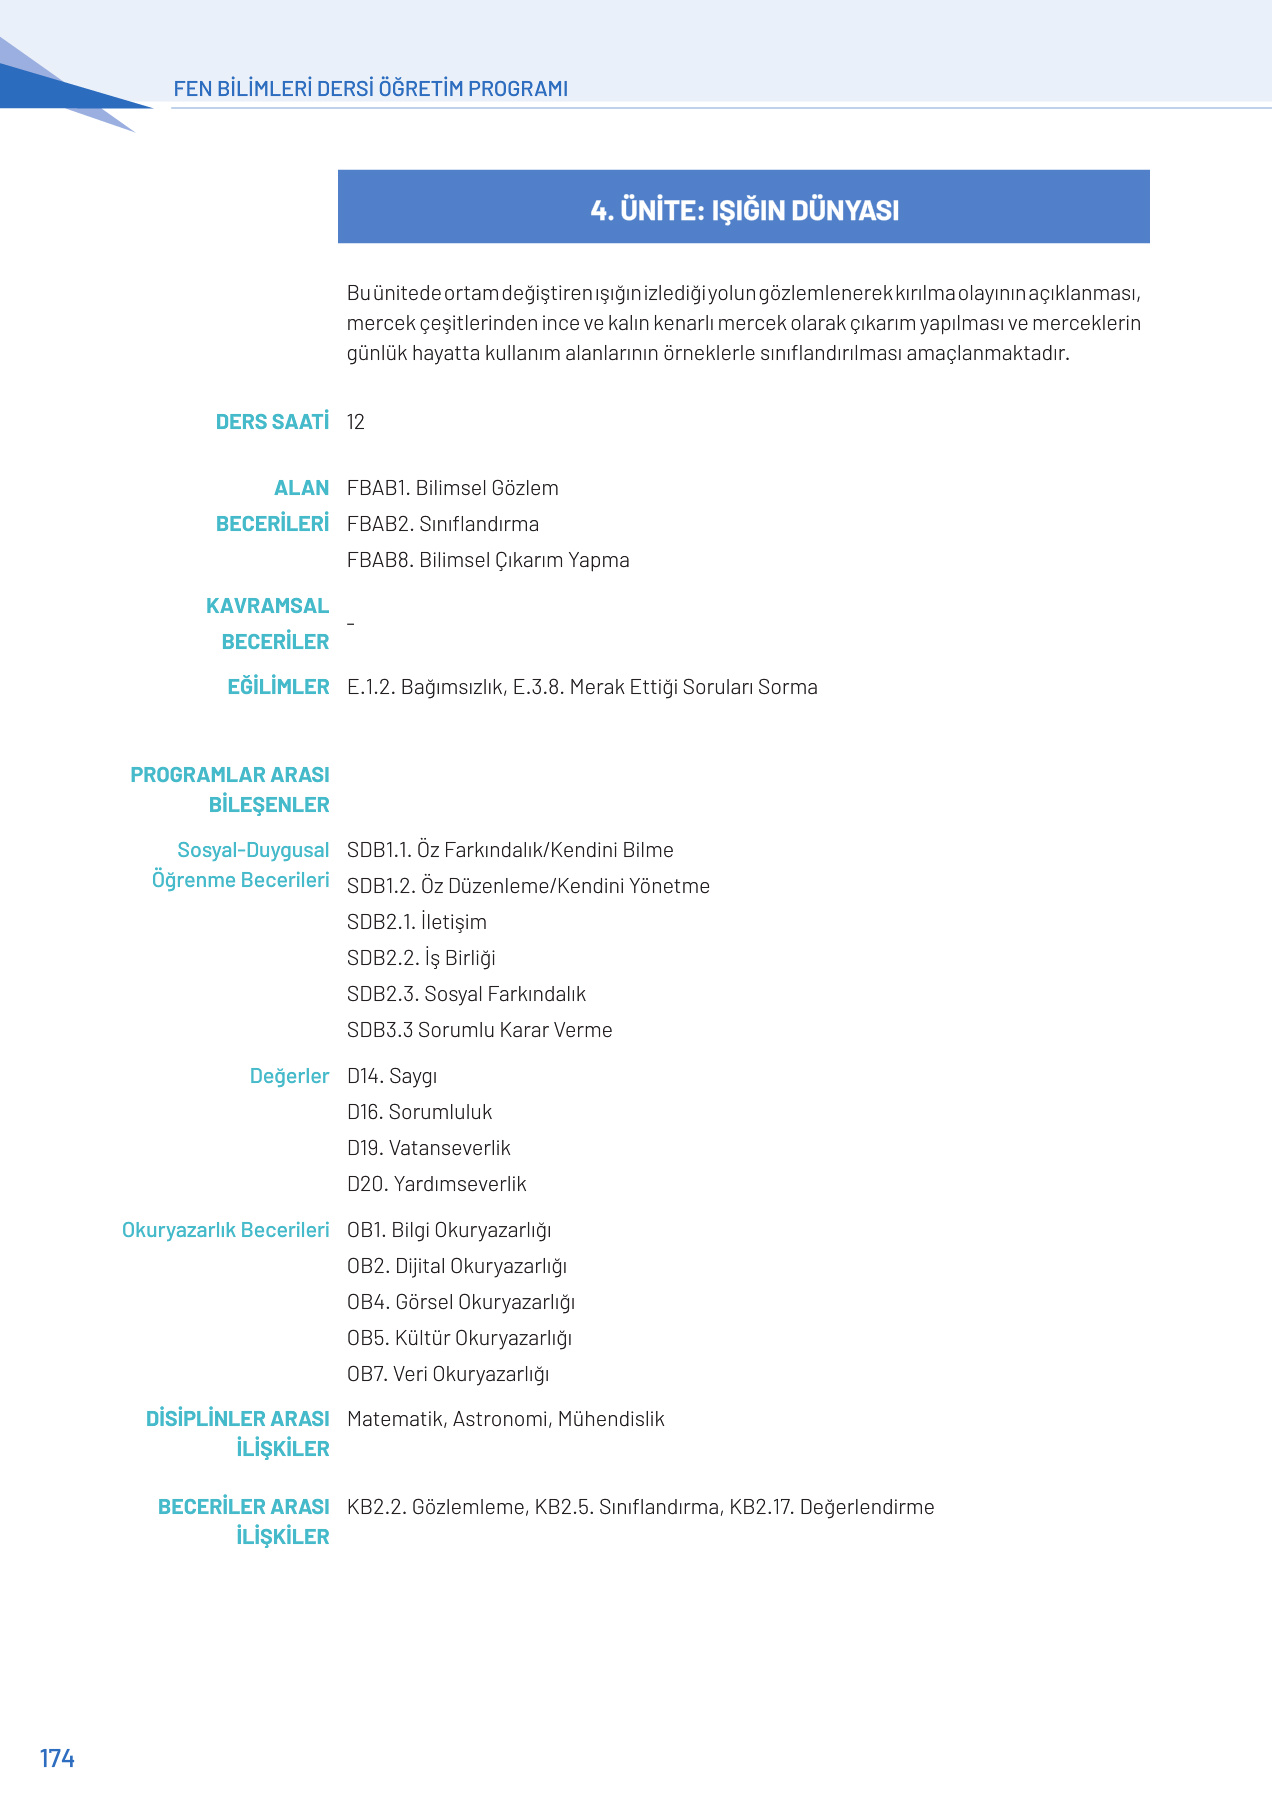 FEN BİLİMLERİ DERSİ ÖĞRETİM PROGRAMI
4. ÜNİTE: IŞIĞIN DÜNYASI
Bu ünitede ortam değiştiren ışığın izlediği yolun gözlemlenerek kırılma olayının açıklanması,
mercek çeşitlerinden ince ve kalın kenarlı mercek olarak çıkarım yapılması ve merceklerin
günlük hayatta kullanım alanlarının örneklerle sınıflandırılması amaçlanmaktadır.
DERS SAATİ 12
ALAN FBAB1. Bilimsel Gözlem
BECERİLERİ FBAB2. Sınıflandırma
FBAB8. Bilimsel Çıkarım Yapma
KAVRAMSAL
BECERİLER -
EĞİLİMLER E.1.2. Bağımsızlık, E.3.8. Merak Ettiği Soruları Sorma
PROGRAMLAR ARASI
BİLEŞENLER
Sosyal-Duygusal SDB1.1. Öz Farkındalık/Kendini Bilme
Öğrenme Becerileri SDB1.2. Öz Düzenleme/Kendini Yönetme
SDB2.1. İletişim
SDB2.2. İş Birliği
SDB2.3. Sosyal Farkındalık
SDB3.3 Sorumlu Karar Verme
Değerler D14. Saygı
D16. Sorumluluk
D19. Vatanseverlik
D20. Yardımseverlik
Okuryazarlık Becerileri OB1. Bilgi Okuryazarlığı
OB2. Dijital Okuryazarlığı
OB4. Görsel Okuryazarlığı
OB5. Kültür Okuryazarlığı
OB7. Veri Okuryazarlığı
DİSİPLİNLER ARASI Matematik, Astronomi, Mühendislik
İLİŞKİLER
BECERİLER ARASI KB2.2. Gözlemleme, KB2.5. Sınıflandırma, KB2.17. Değerlendirme
İLİŞKİLER
174